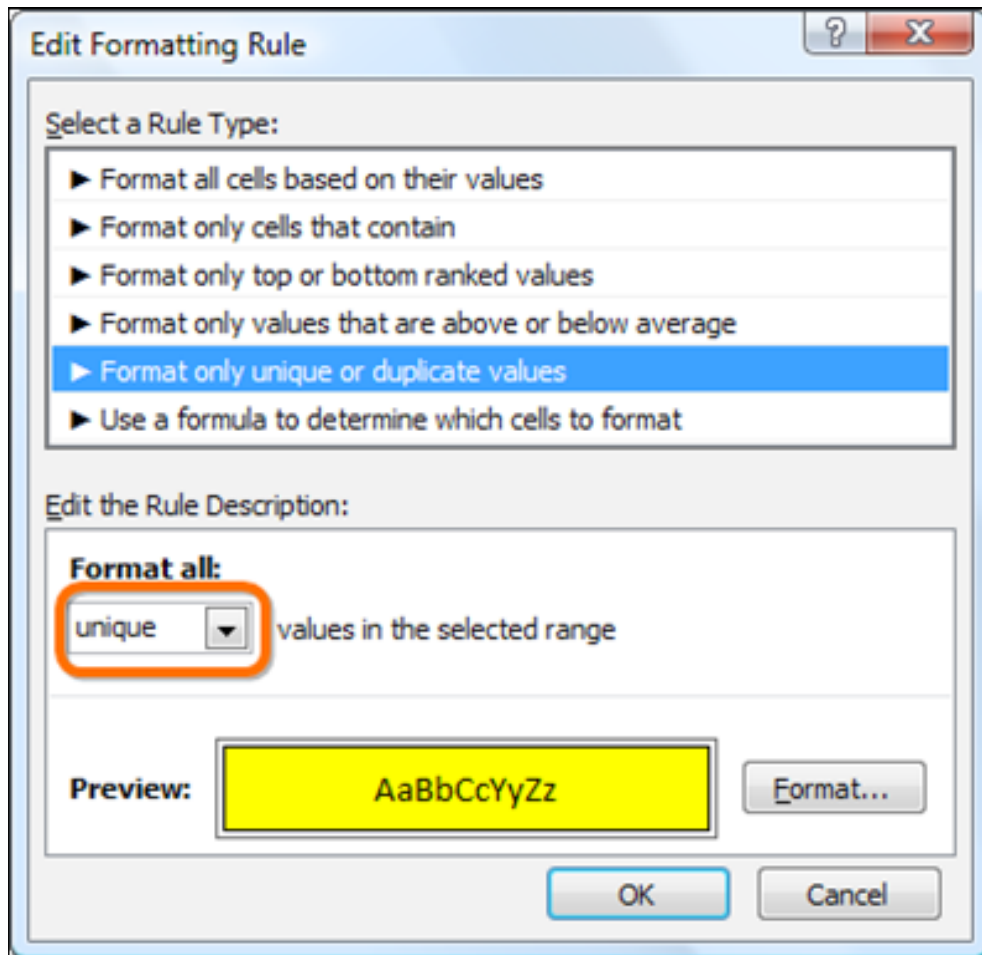 Edit Formatting Rule
Select a Rule Type:
► Format all cells based on their values
► Format only cells that contain
► Format only top or bottom ranked values
► Format only values that are above or below average
► Format only unique or duplicate values
► Use a formula to determine which cells to format
Edit the Rule Description:
Format all:
unique values in the selected range
Preview: AaBbCcYyZz Format...
OK Cancel